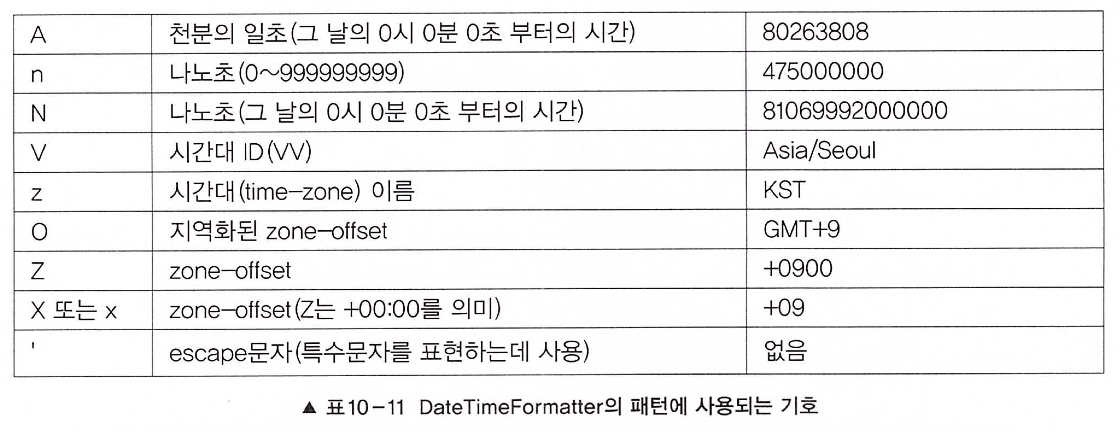 A 천분의 일초(그 날의 0시 0분 0초 부터의 시간) 80263808
n 나노초(0~999999999) 475000000
N 나노초(그 날의 0시 0분 0초 부터의 시간) 81069992000000
V 시간대 ID(VV) Asia/Seoul
z 시간대(time-zone) 이름 KST
O 지역화된 zone-offset GMT+9
Z zone-offset +0900
X 또는 x zone-offset(Z는 +00:00를 의미) +09
' escape문자(특수문자를 표현하는데 사용) 없음
▲ 표10-11 DateTimeFormatter의 패턴에 사용되는 기호